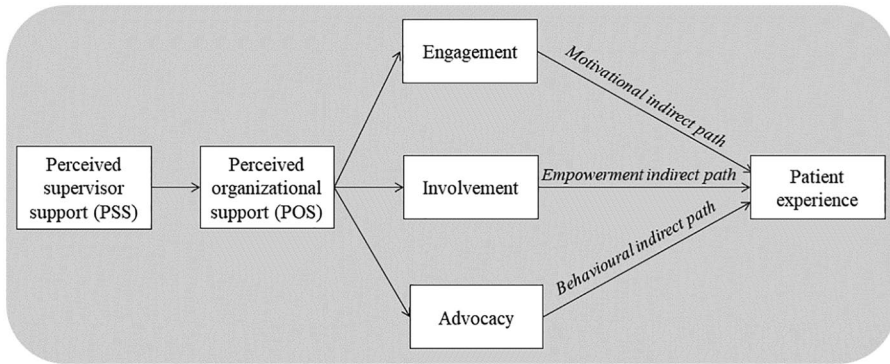 Engagement
Motivational indirect path
Perceived
supervisor
support (PSS)
Perceived
organizational
support (POS)
Involvement
Empowerment indirect path
Patient
experience
Advocacy
Behavioural indirect path